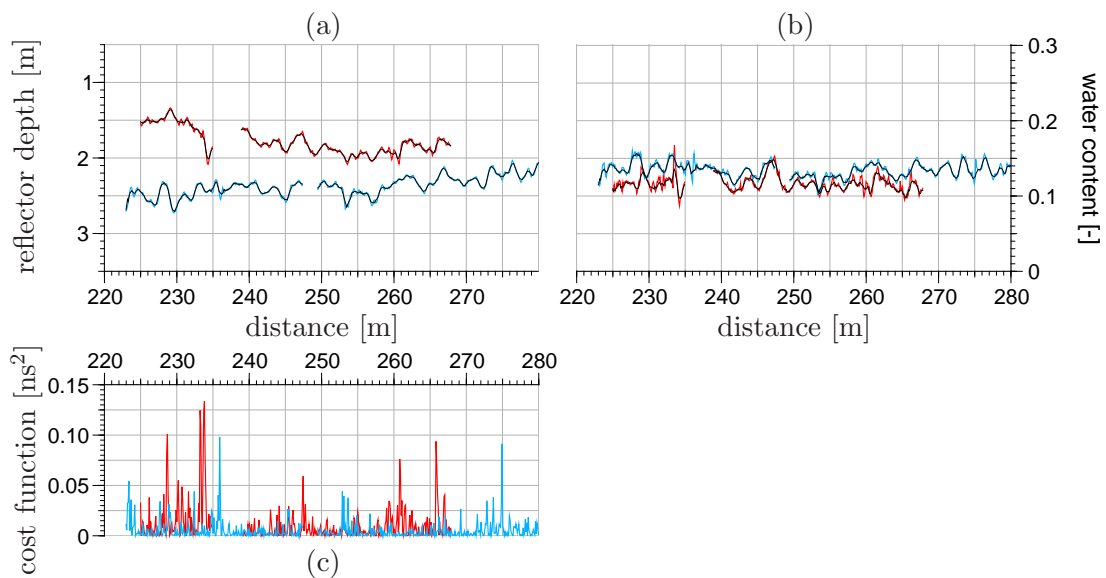 (a)
(b)
reflector depth [m]
1
2
3
220 230 240 250 260 270
distance [m]
0.3
0.2
0.1
0
water content [-]
220 230 240 250 260 270 280
distance [m]
220 230 240 250 260 270 280
cost function [ns²]
0.15
0.10
0.05
0
(c)